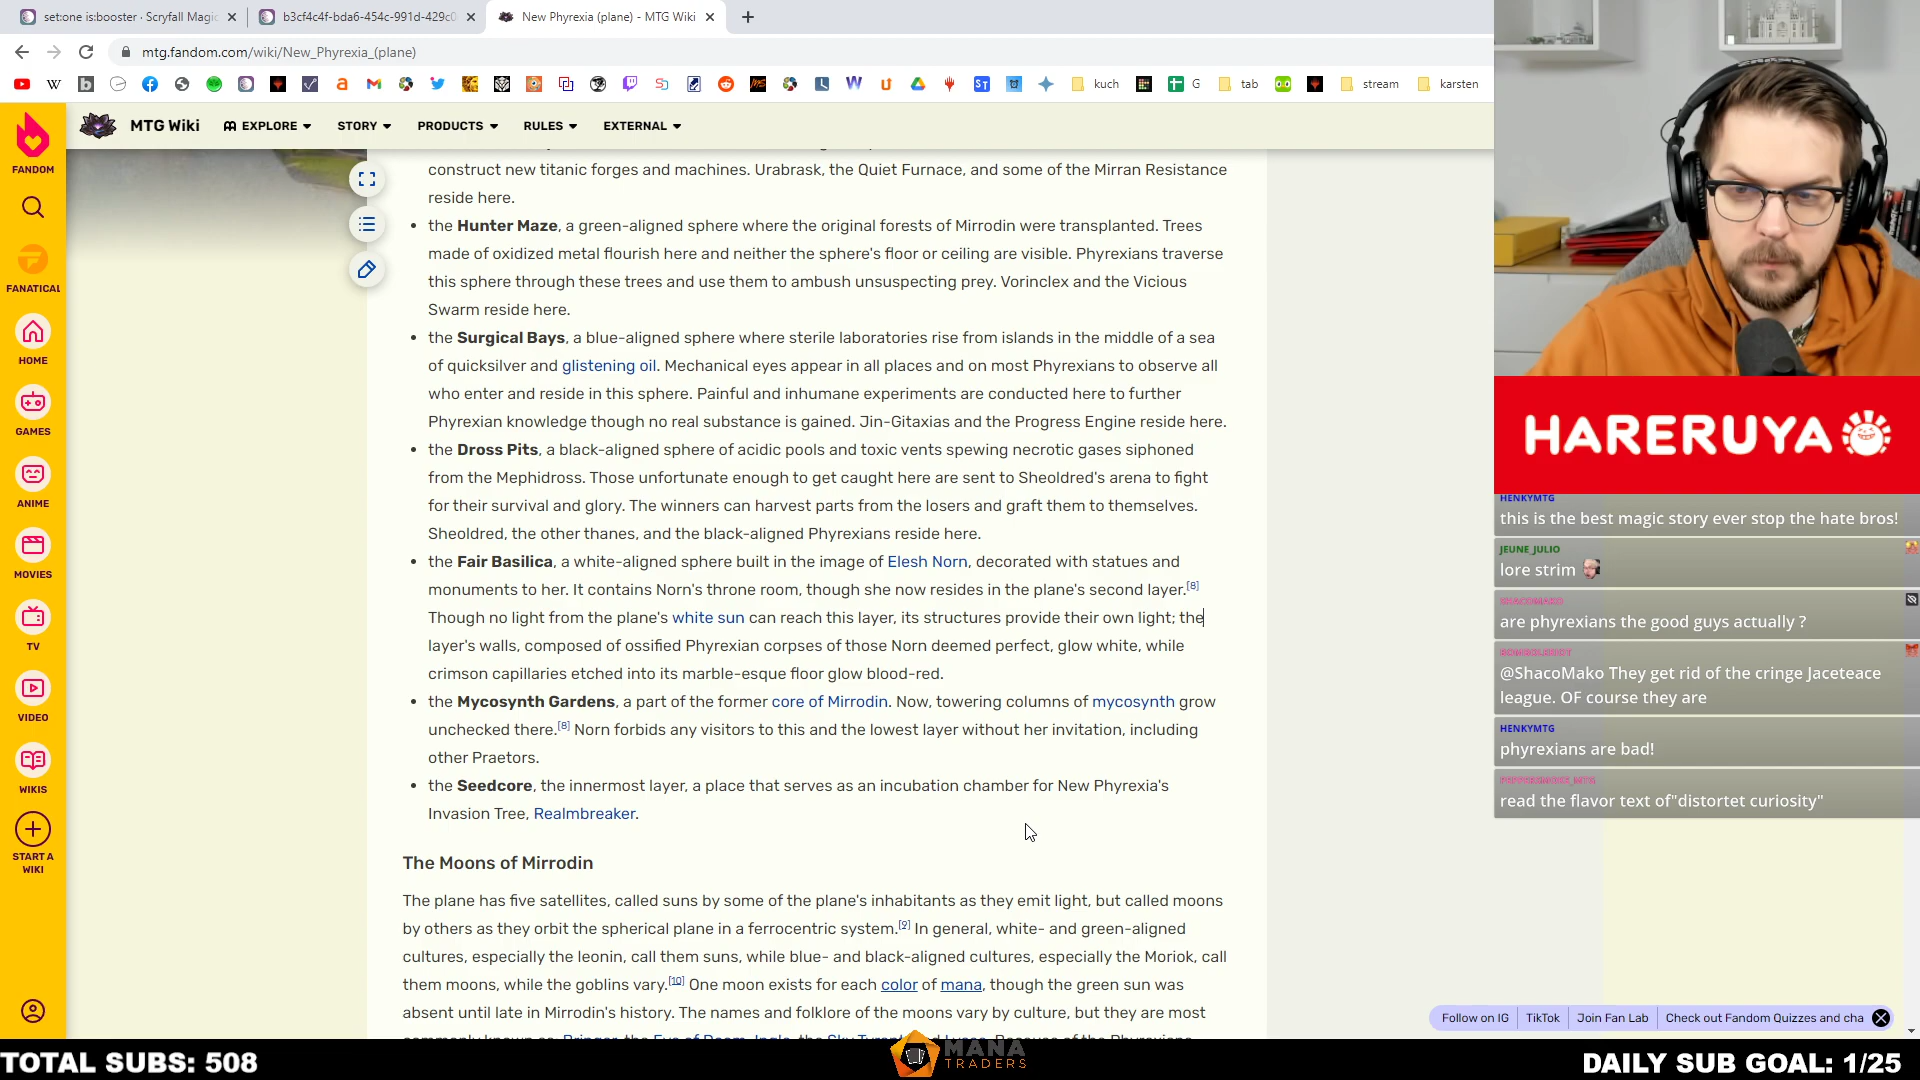 set:one is:booster · Scryfall Magic
b3cf4c4f-bda6-454c-991d-429c0
New Phyrexia (plane) - MTG Wiki
mtg.fandom.com/wiki/New_Phyrexia_(plane)
kuch
G
tab
stream
karsten
FANDOM
FANATICAL
HOME
GAMES
ANIME
MOVIES
TV
VIDEO
WIKIS
START A
WIKI
MTG Wiki
EXPLORE
STORY
PRODUCTS
RULES
EXTERNAL
construct new titanic forges and machines. Urabrask, the Quiet Furnace, and some of the Mirran Resistance
reside here.
• the Hunter Maze, a green-aligned sphere where the original forests of Mirrodin were transplanted. Trees
made of oxidized metal flourish here and neither the sphere's floor or ceiling are visible. Phyrexians traverse
this sphere through these trees and use them to ambush unsuspecting prey. Vorinclex and the Vicious
Swarm reside here.
• the Surgical Bays, a blue-aligned sphere where sterile laboratories rise from islands in the middle of a sea
of quicksilver and glistening oil. Mechanical eyes appear in all places and on most Phyrexians to observe all
who enter and reside in this sphere. Painful and inhumane experiments are conducted here to further
Phyrexian knowledge though no real substance is gained. Jin-Gitaxias and the Progress Engine reside here.
• the Dross Pits, a black-aligned sphere of acidic pools and toxic vents spewing necrotic gases siphoned
from the Mephidross. Those unfortunate enough to get caught here are sent to Sheoldred's arena to fight
for their survival and glory. The winners can harvest parts from the losers and graft them to themselves.
Sheoldred, the other thanes, and the black-aligned Phyrexians reside here.
• the Fair Basilica, a white-aligned sphere built in the image of Elesh Norn, decorated with statues and
monuments to her. It contains Norn's throne room, though she now resides in the plane's second layer.[8]
Though no light from the plane's white sun can reach this layer, its structures provide their own light; the
layer's walls, composed of ossified Phyrexian corpses of those Norn deemed perfect, glow white, while
crimson capillaries etched into its marble-esque floor glow blood-red.
• the Mycosynth Gardens, a part of the former core of Mirrodin. Now, towering columns of mycosynth grow
unchecked there.[8] Norn forbids any visitors to this and the lowest layer without her invitation, including
other Praetors.
• the Seedcore, the innermost layer, a place that serves as an incubation chamber for New Phyrexia's
Invasion Tree, Realmbreaker.
The Moons of Mirrodin
The plane has five satellites, called suns by some of the plane's inhabitants as they emit light, but called moons
by others as they orbit the spherical plane in a ferrocentric system.[9] In general, white- and green-aligned
cultures, especially the leonin, call them suns, while blue- and black-aligned cultures, especially the Moriok, call
them moons, while the goblins vary.[10] One moon exists for each color of mana, though the green sun was
absent until late in Mirrodin's history. The names and folklore of the moons vary by culture, but they are most
HARERUYA
HENKYMTG
this is the best magic story ever stop the hate bros!
JEUNE_JULIO
lore strim
SHACOMAKO
are phyrexians the good guys actually ?
@ShacoMako They get rid of the cringe Jaceteace
league. OF course they are
HENKYMTG
phyrexians are bad!
read the flavor text of"distortet curiosity"
Follow on IG
TikTok
Join Fan Lab
Check out Fandom Quizzes and cha
TOTAL SUBS: 508
MANA
TRADERS
DAILY SUB GOAL: 1/25